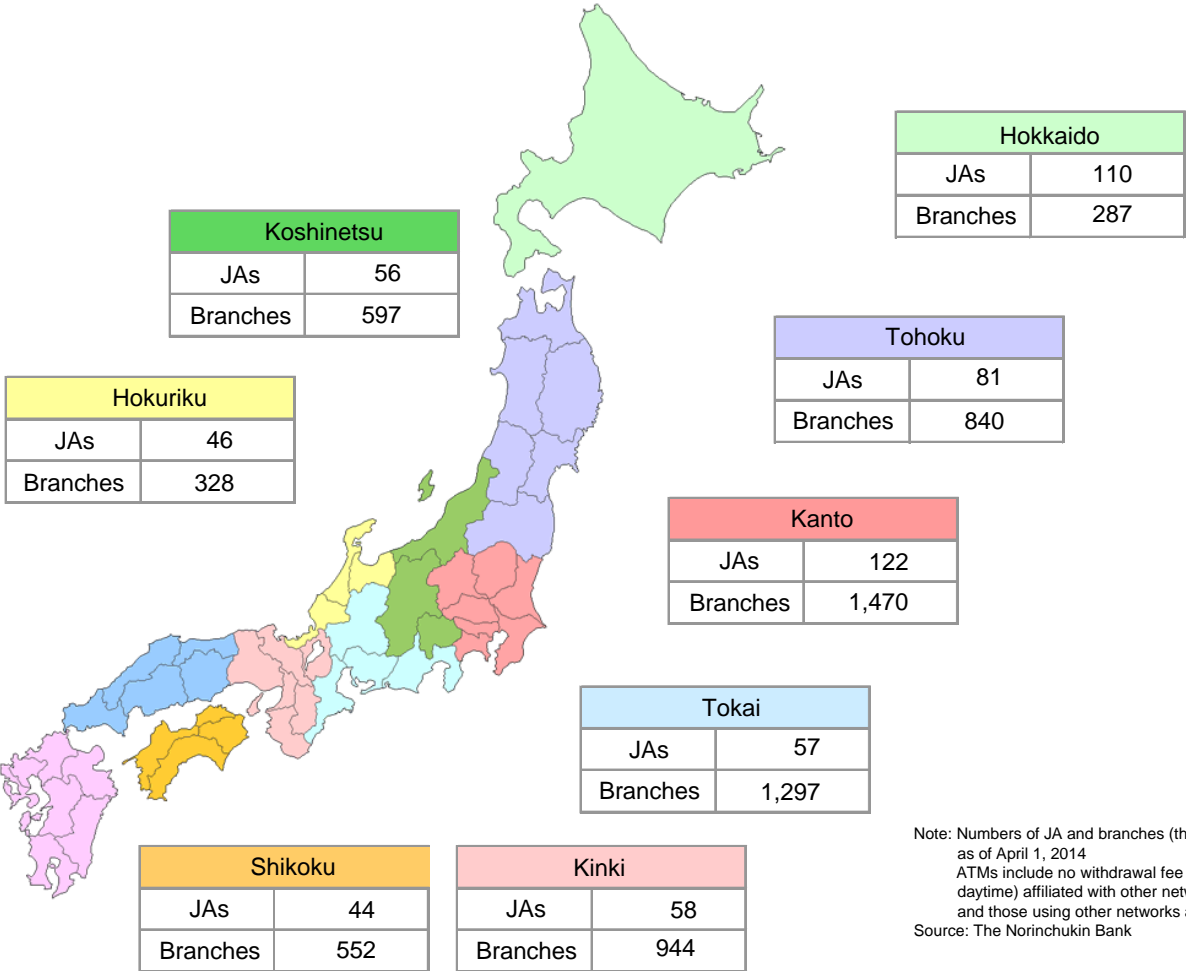 Hokkaido
JAs 110
Branches 287
Koshinetsu
JAs 56
Branches 597
Tohoku
JAs 81
Branches 840
Hokuriku
JAs 46
Branches 328
Kanto
JAs 122
Branches 1,470
Tokai
JAs 57
Branches 1,297
Shikoku
JAs 44
Branches 552
Kinki
JAs 58
Branches 944
Note: Numbers of JA and branches
as of April 1, 2014
ATMs include no withdrawal fee
daytime) affiliated with other
and those using other networks
Source: The Norinchukin Bank